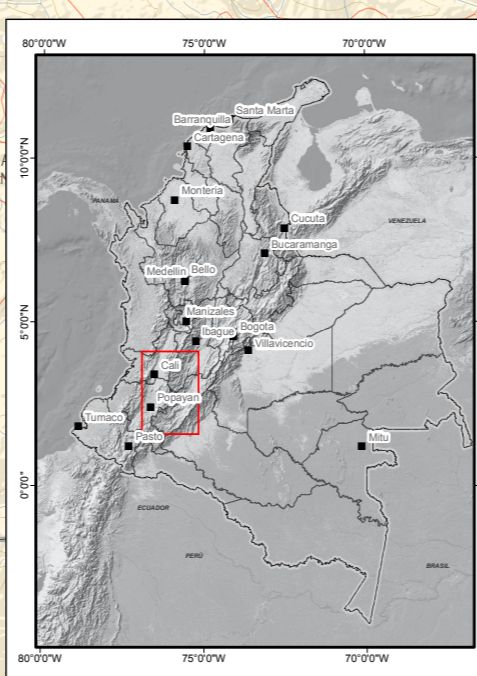 80°0'0"W 75°0'0"W 70°0'0"W
Santa Marta
Barranquilla
Cartagena
10°0'0"N
PANAMA
Monteria
VENEZUELA
Cucuta
Bucaramanga
Medellin Bello
5°0'0"N
Manizales
Ibague Bogota
Villavicencio
Cali
Popayan
Tumaco
Pasto
Mitu
0°0'0"
ECUADOR
PERÚ
BRASIL
80°0'0"W 75°0'0"W 70°0'0"W